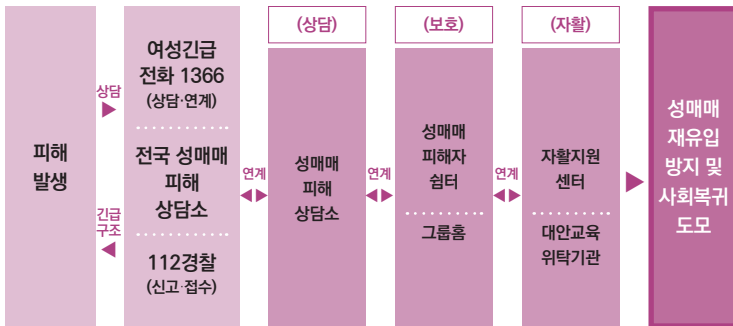 피해
발생
상담
긴급
구조
여성긴급
전화 1366
(상담·연계)
전국 성매매
피해
상담소
112경찰
(신고·접수)
연계
(상담)
성매매
피해
상담소
연계
(보호)
성매매
피해자
쉼터
그룹홈
연계
(자활)
자활지원
센터
대안교육
위탁기관
성매매
재유입
방지 및
사회복귀
도모